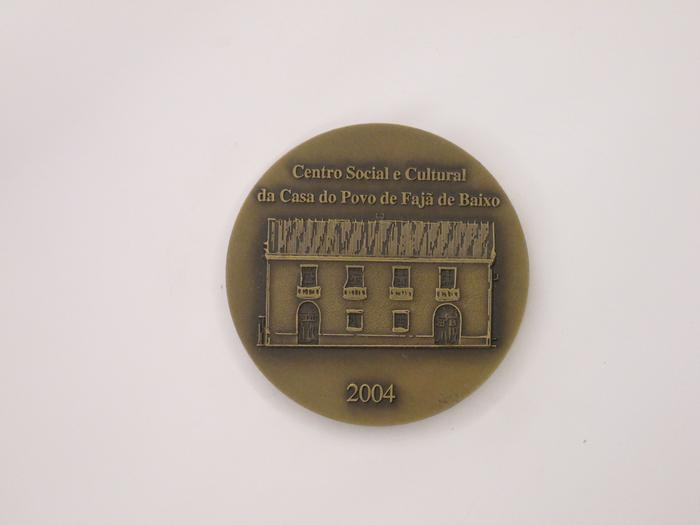 Centro Social e Cultural
da Casa do Povo de Fajã de Baixo
2004